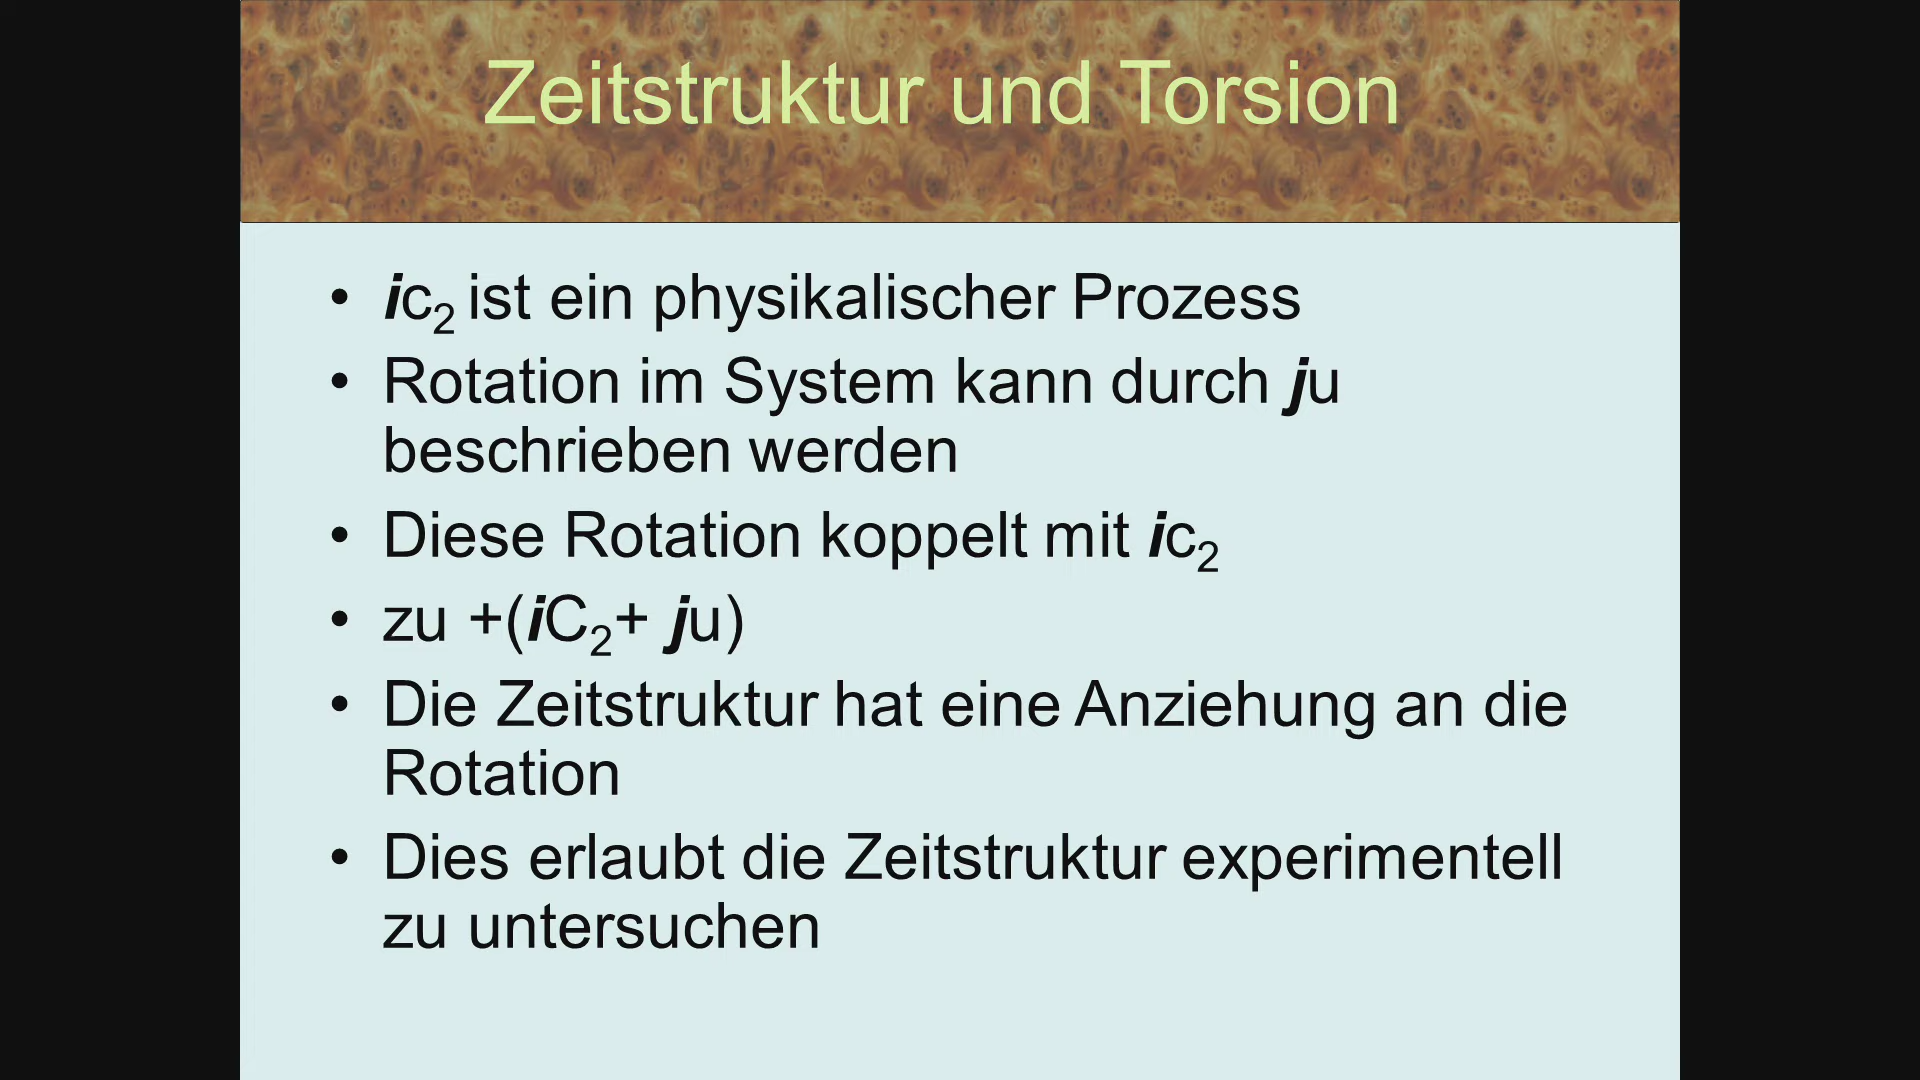 Zeitstruktur und Torsion
• ic₂ ist ein physikalischer Prozess
• Rotation im System kann durch ju
beschrieben werden
• Diese Rotation koppelt mit ic₂
• zu +(iC₂+ ju)
• Die Zeitstruktur hat eine Anziehung an die
Rotation
• Dies erlaubt die Zeitstruktur experimentell
zu untersuchen